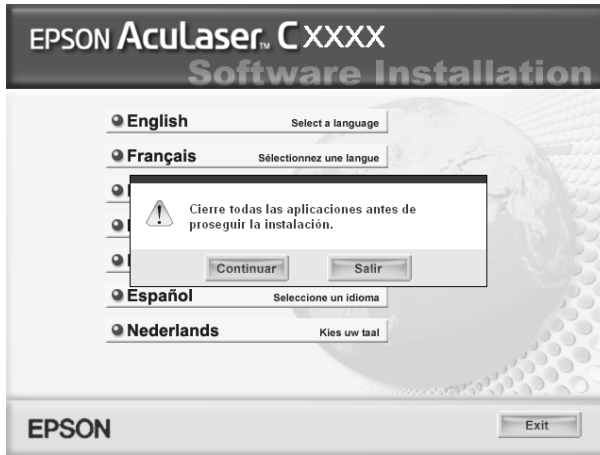 EPSON AcuLaser™ CXXXX
Software Installation
English Select a language
Français Sélectionnez une langue
Cierre todas las aplicaciones antes de
proseguir la instalación.
Continuar Salir
Español Seleccione un idioma
Nederlands Kies uw taal
EPSON Exit